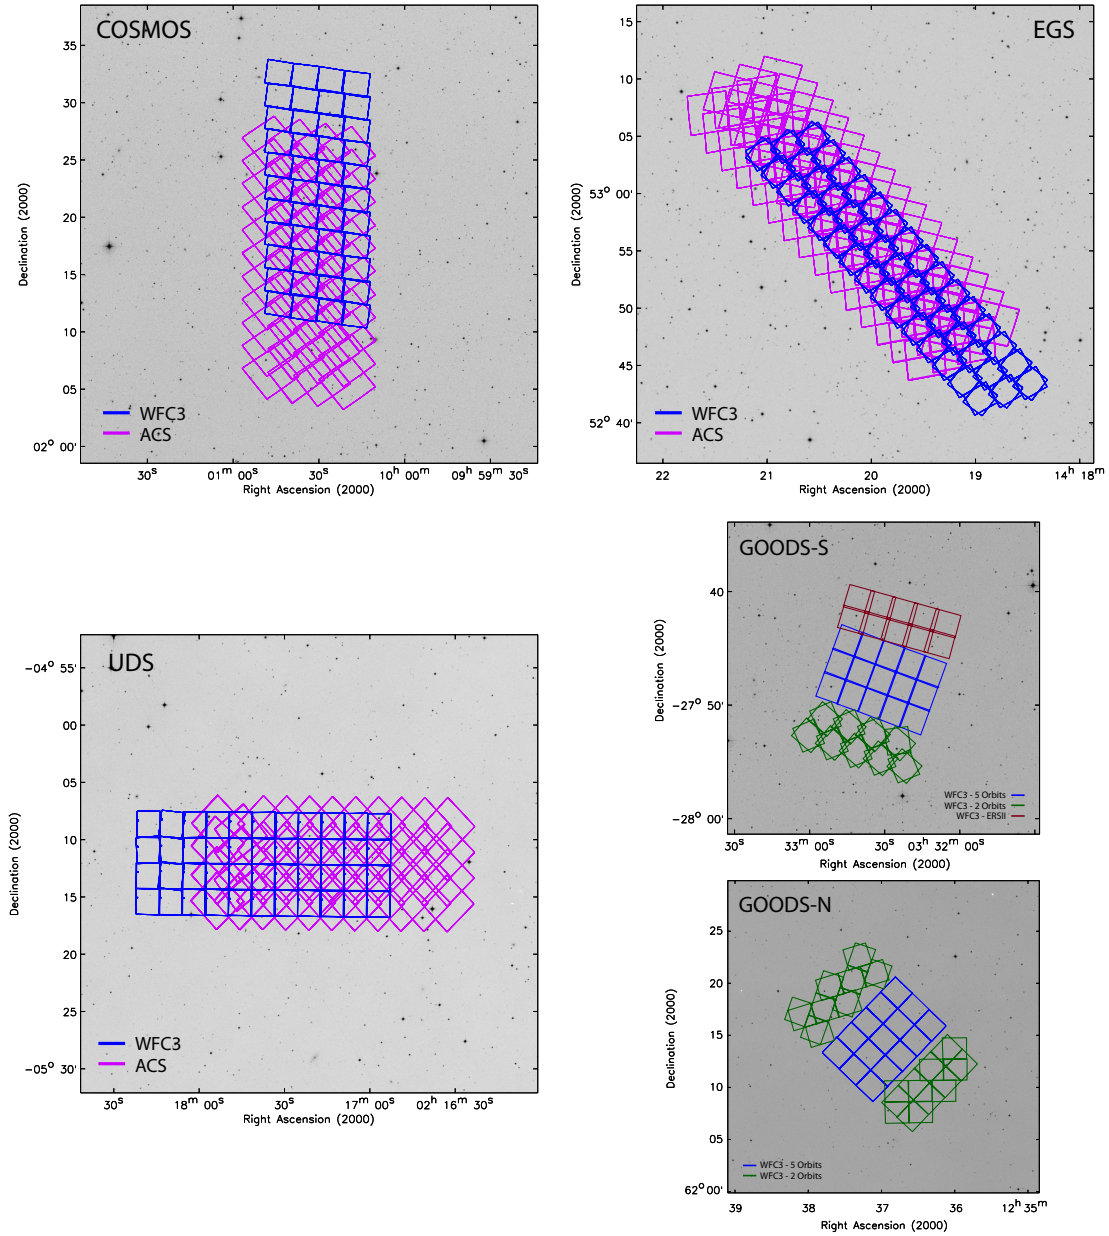 COSMOS
35
30
25
20
15
10
05
02° 00'
Declination (2000)
WFC3
ACS
30s 01m 00s 30s 10h 00m 00s 09s 59m 30s
Right Ascension (2000)
EGS
15
10
05
53° 00'
55
50
45
52° 40'
Declination (2000)
WFC3
ACS
22 21 20 19 14h 18m
Right Ascension (2000)
UDS
-04° 55'
00
05
10
15
20
25
-05° 30'
Declination (2000)
WFC3
ACS
30s 18m 00s 30s 17m 00s 02h 16m 30s
Right Ascension (2000)
GOODS-S
40
-27° 50'
-28° 00'
Declination (2000)
WFC3 - 5 Orbits
WFC3 - 2 Orbits
WFC3 - ERSII
30s 33m 00s 30s 03h 32m 00s
Right Ascension (2000)
GOODS-N
25
20
15
10
05
62° 00'
Declination (2000)
WFC3 - 5 Orbits
WFC3 - 2 Orbits
39 38 37 36 12h 35m
Right Ascension (2000)